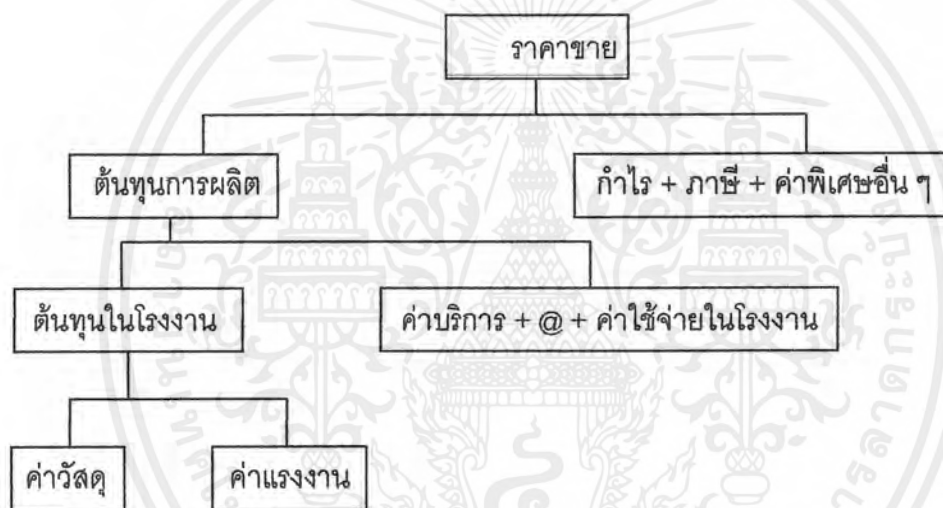 ราคาขาย
ต้นทุนการผลิต
กำไร + ภาษี + ค่าพิเศษอื่น ๆ
ต้นทุนในโรงงาน
ค่าบริการ + @ + ค่าใช้จ่ายในโรงงาน
ค่าวัสดุ
ค่าแรงงาน